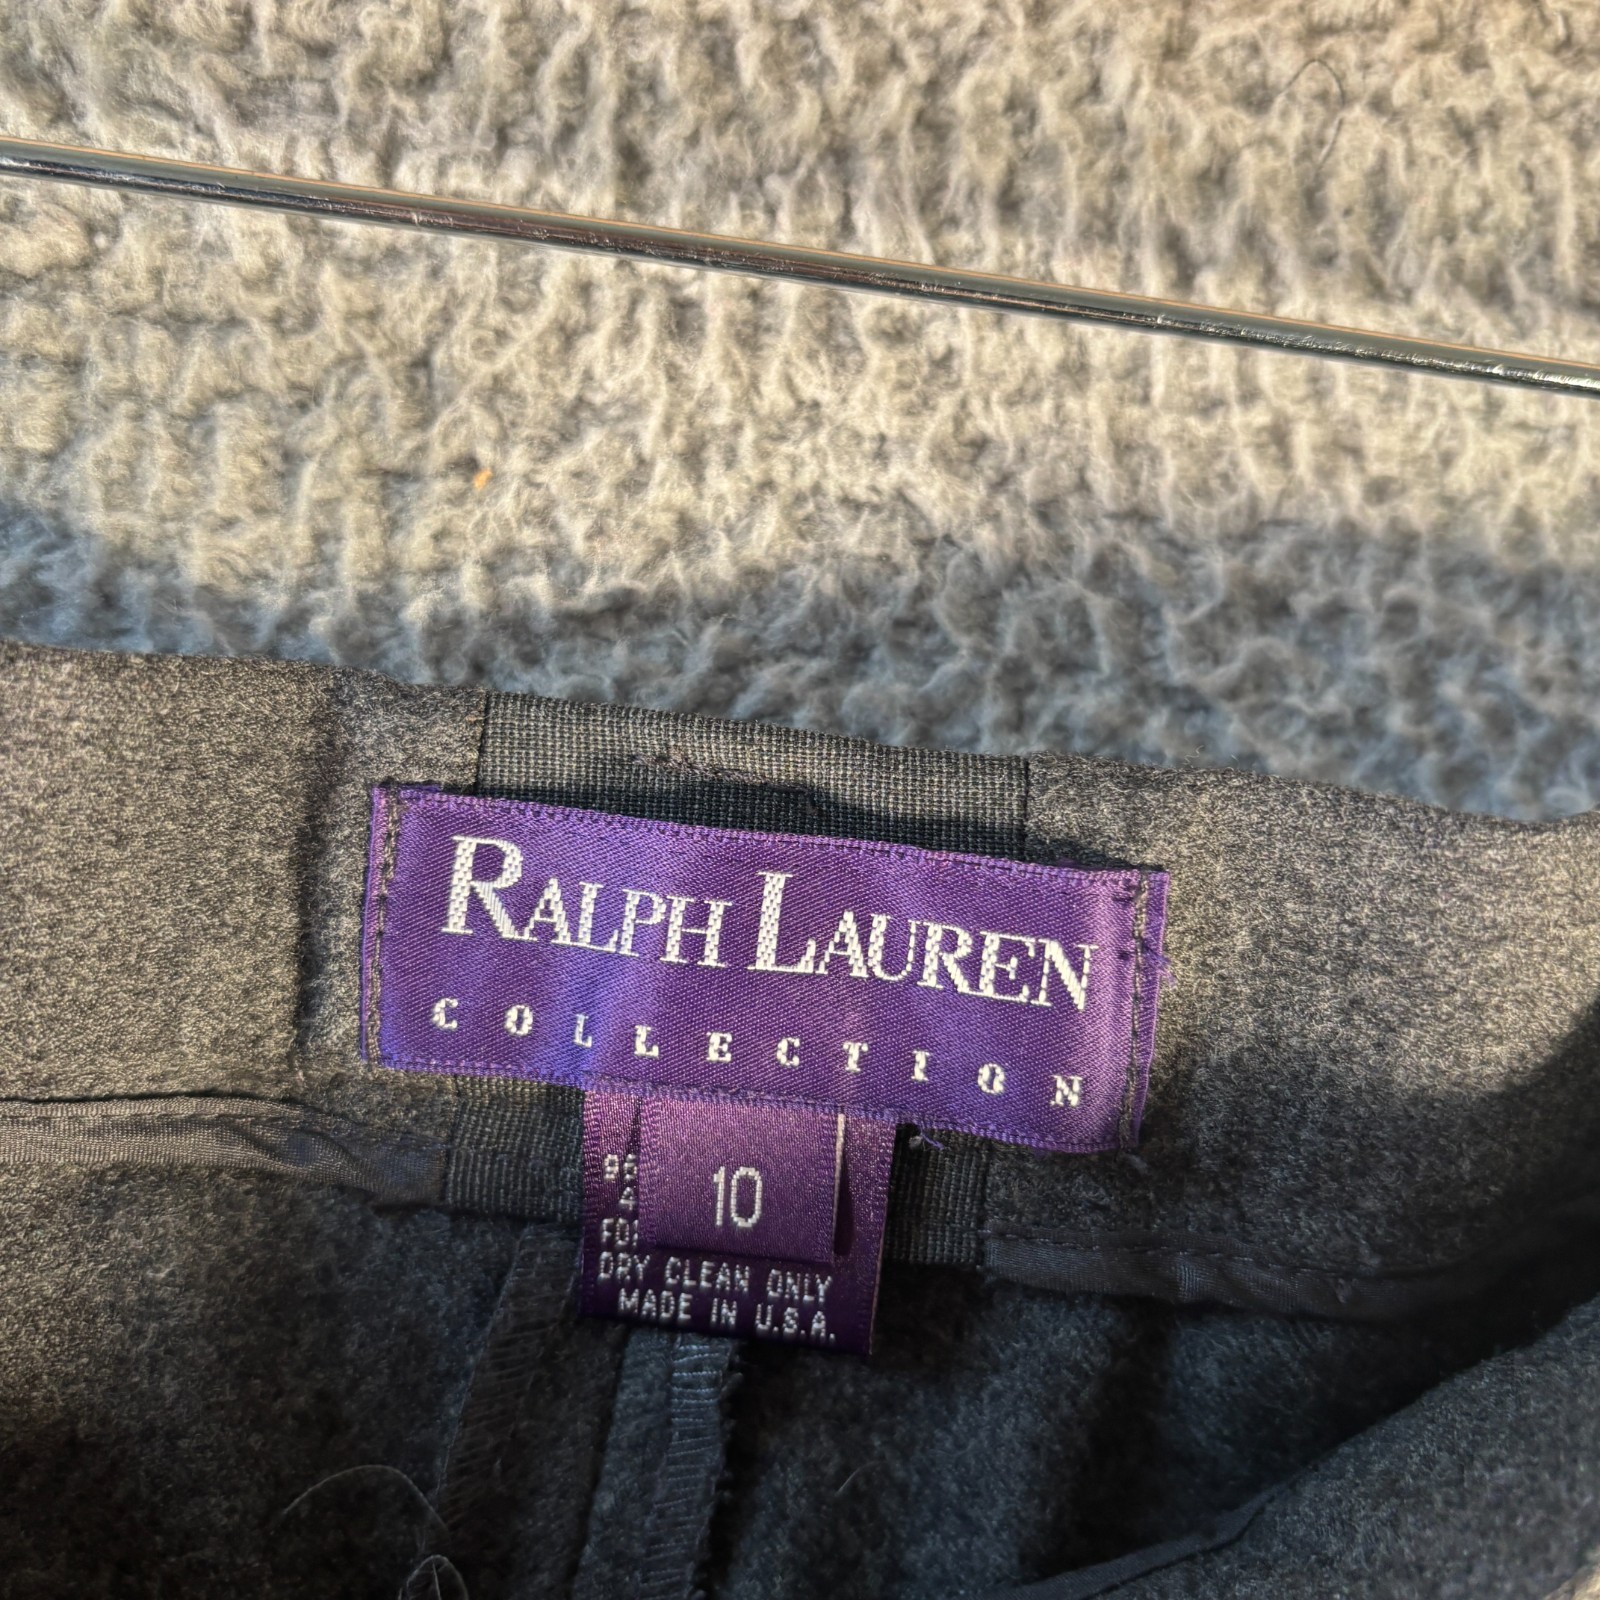 RALPH LAUREN
COLLECTION
10
DRY CLEAN ONLY
MADE IN U.S.A.